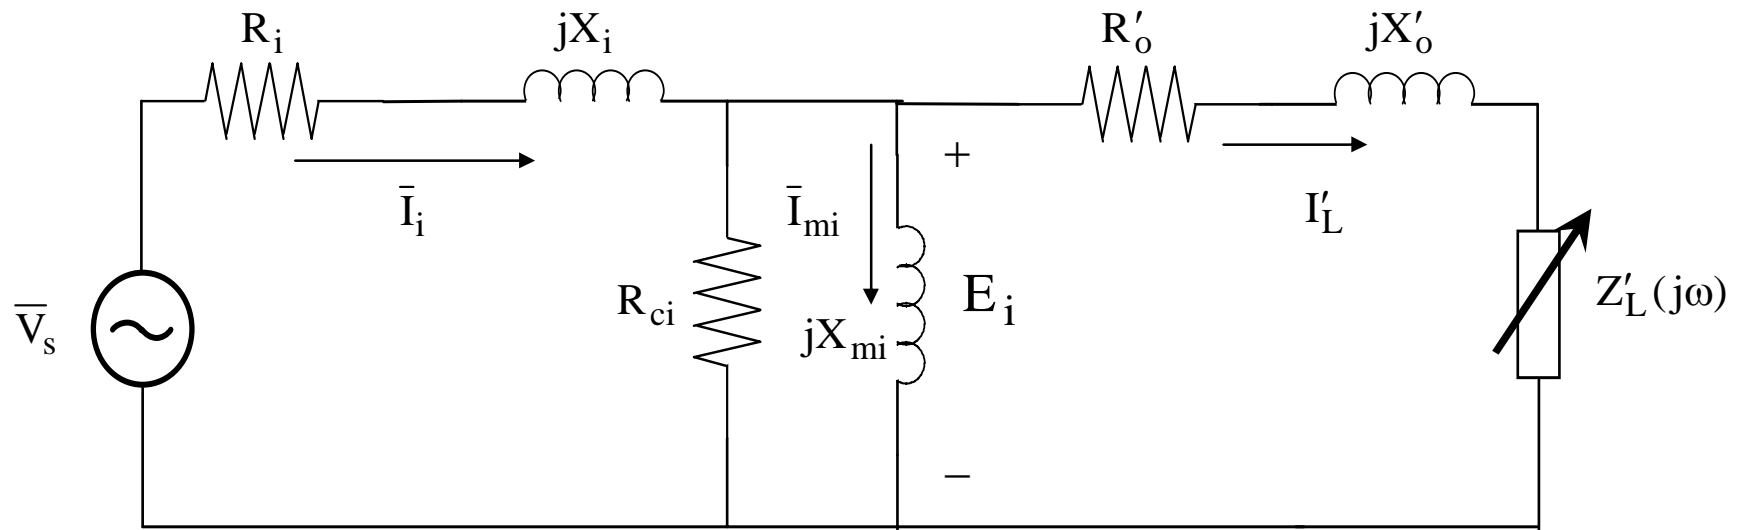 R_i
jX_i
R′_o
jX′_o
+
Ī_i
Ī_mi
I′_L
V̅_s
R_ci
jX_mi
E_i
Z′_L(jω)
−